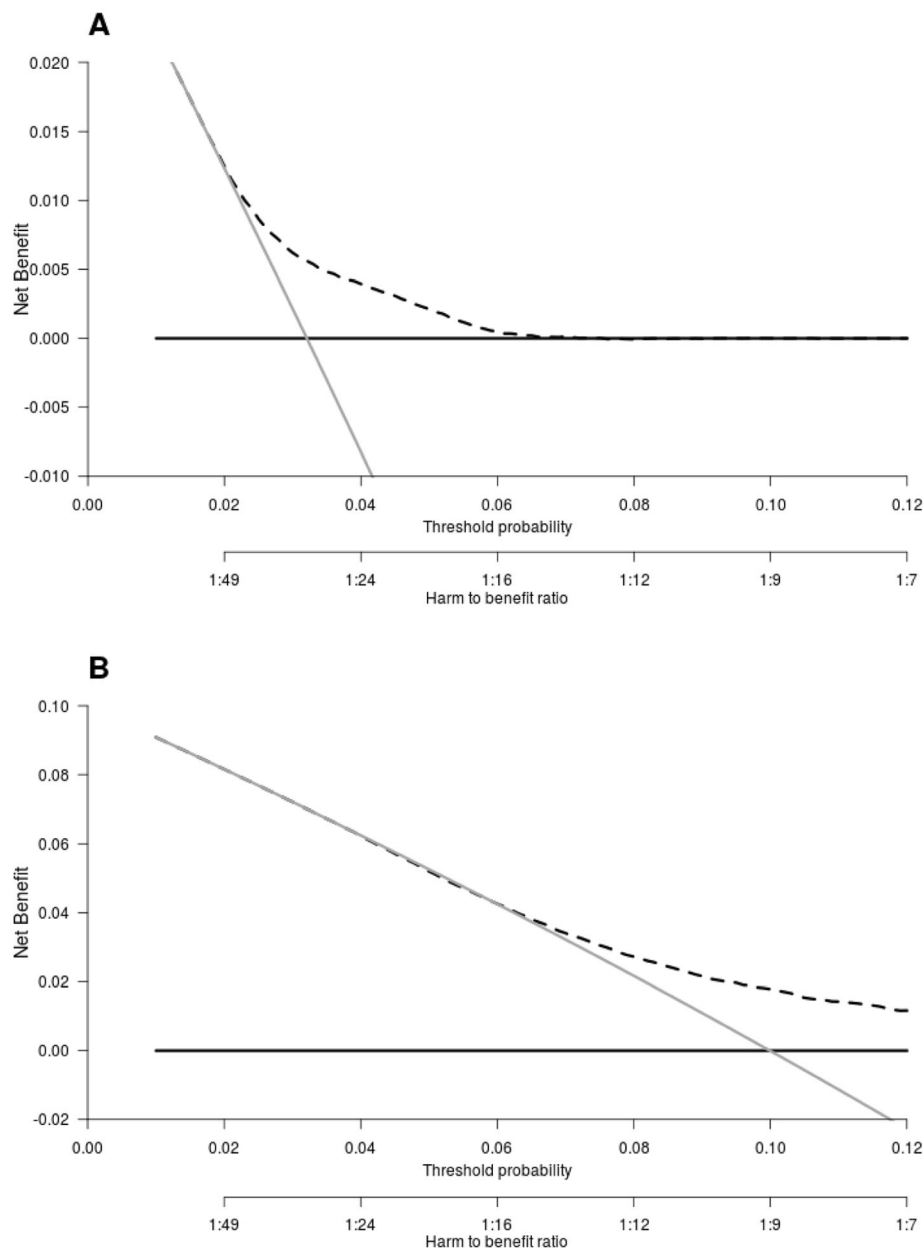 A
0.020
0.015
0.010
0.005
0.000
-0.005
-0.010
Net Benefit
0.00 0.02 0.04 0.06 0.08 0.10 0.12
Threshold probability
1:49 1:24 1:16 1:12 1:9 1:7
Harm to benefit ratio
B
0.10
0.08
0.06
0.04
0.02
0.00
-0.02
Net Benefit
0.00 0.02 0.04 0.06 0.08 0.10 0.12
Threshold probability
1:49 1:24 1:16 1:12 1:9 1:7
Harm to benefit ratio